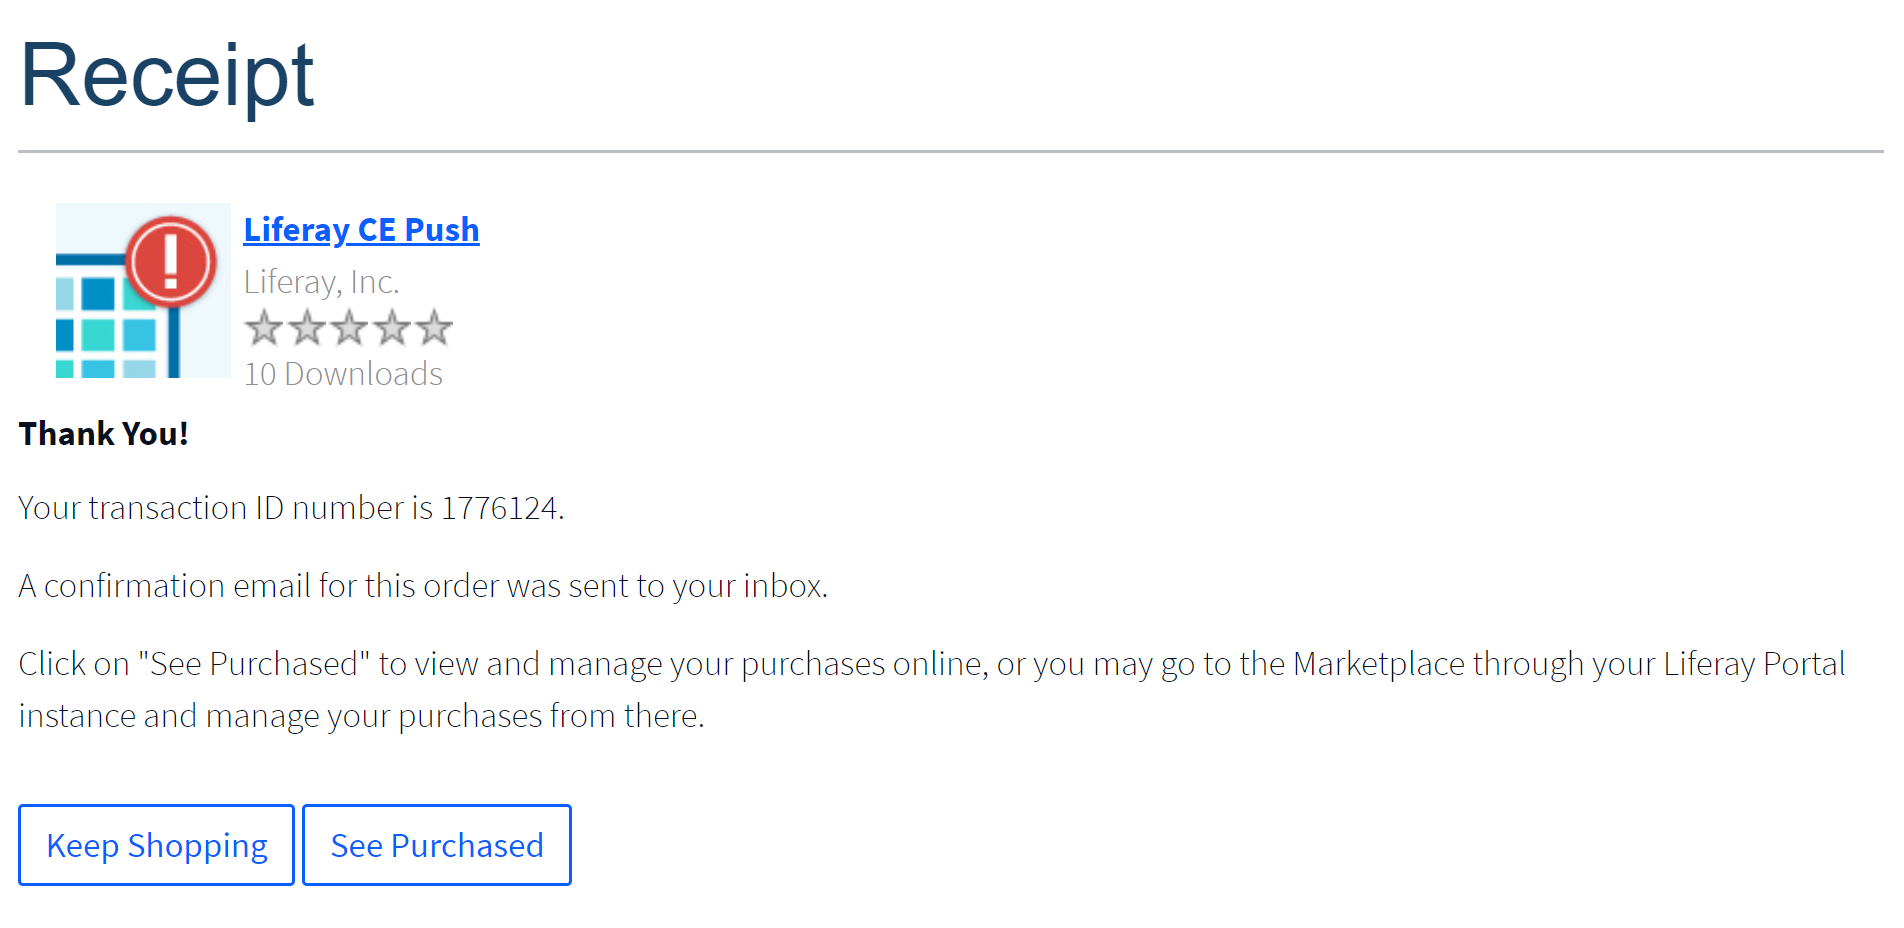 Receipt
Liferay CE Push
Liferay, Inc.
10 Downloads
Thank You!
Your transaction ID number is 1776124.
A confirmation email for this order was sent to your inbox.
Click on "See Purchased" to view and manage your purchases online, or you may go to the Marketplace through your Liferay Portal
instance and manage your purchases from there.
Keep Shopping
See Purchased